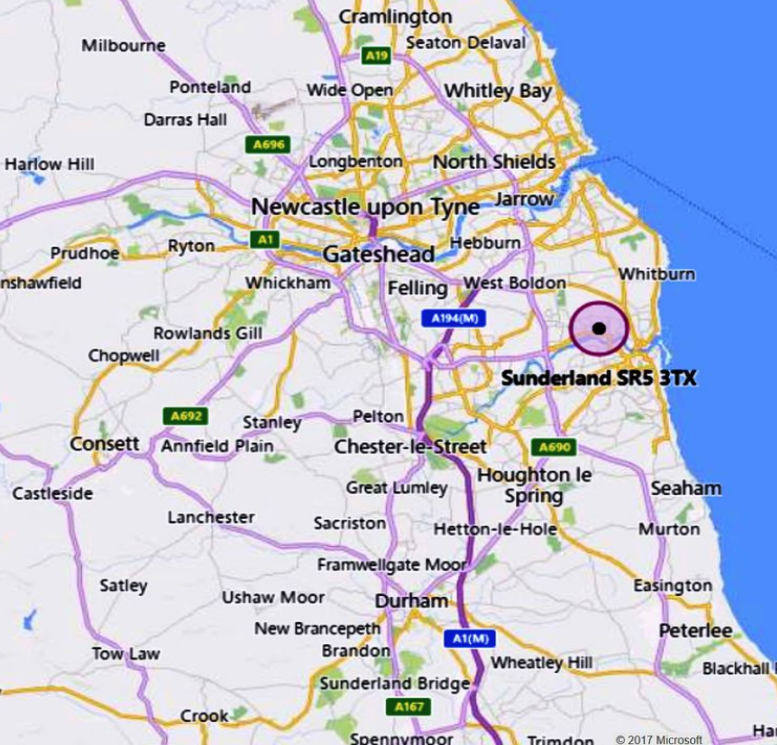 Cramlington
Milbourne
Seaton Delaval
A19
Ponteland
Wide Open
Whitley Bay
Darras Hall
A696
Harlow Hill
Longbenton
North Shields
Newcastle upon Tyne
Jarrow
A1
Ryton
Hebburn
Prudhoe
Gateshead
nshawfield
Whickham
Felling
West Boldon
Whitburn
A194(M)
Rowlands Gill
Chopwell
Sunderland SR5 3TX
A692
Stanley
Pelton
Consett
Annfield Plain
Chester-le-Street
A690
Houghton le
Spring
Castleside
Great Lumley
Seaham
Lanchester
Sacriston
Hetton-le-Hole
Murton
Framwellgate Moor
Satley
Ushaw Moor
Durham
Easington
New Brancepeth
A1(M)
Peterlee
Tow Law
Brandon
Wheatley Hill
Blackhall
Sunderland Bridge
A167
Crook
Spennymoor
Trimdon
© 2017 Microsoft
Ha